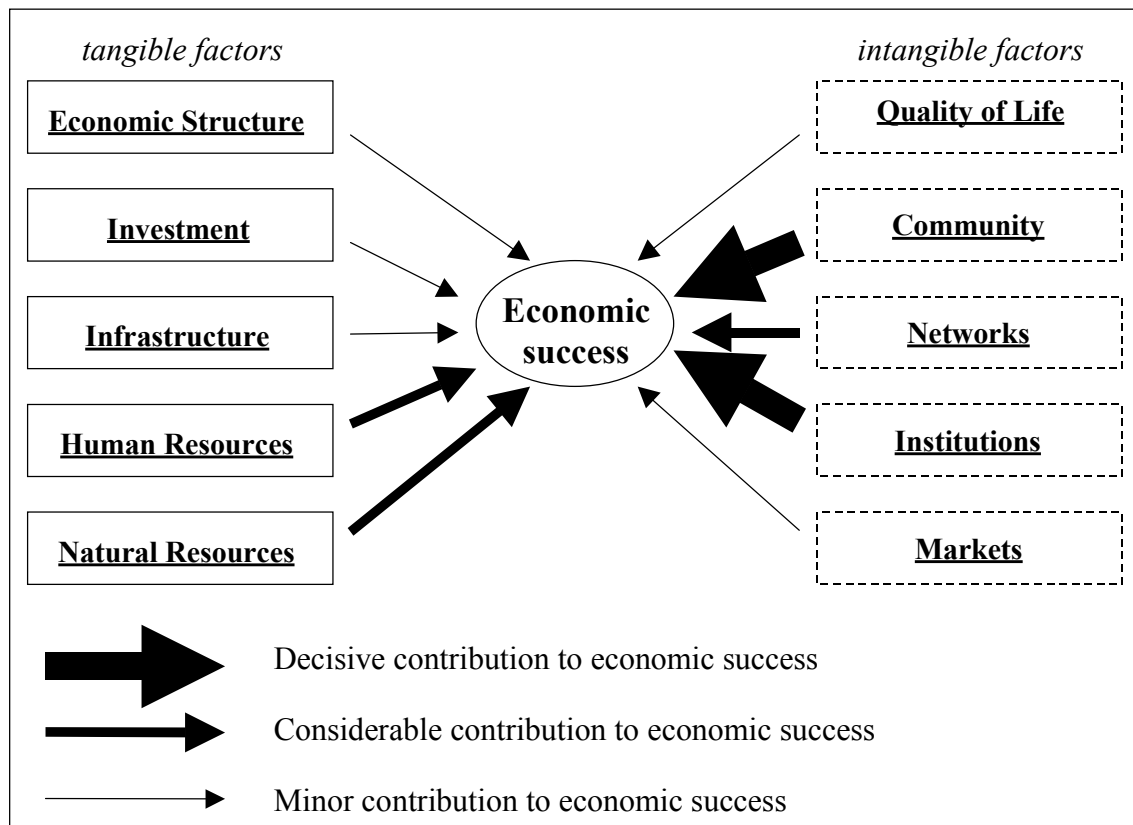 tangible factors
intangible factors
Economic Structure
Quality of Life
Investment
Community
Economic
success
Infrastructure
Networks
Human Resources
Institutions
Natural Resources
Markets
Decisive contribution to economic success
Considerable contribution to economic success
Minor contribution to economic success